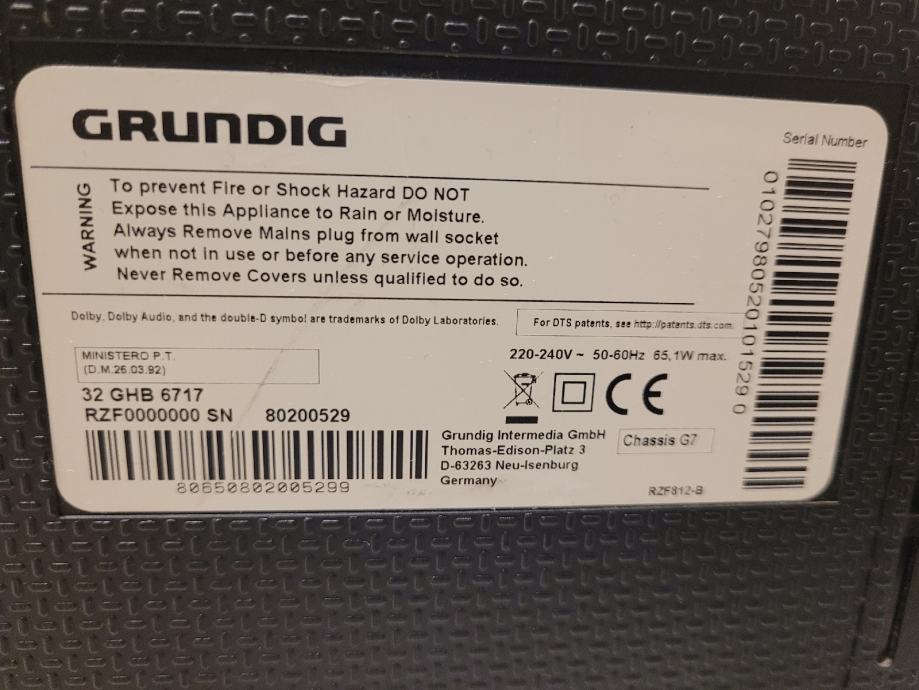 GRUNDIG
Serial Number
WARNING
To prevent Fire or Shock Hazard DO NOT
Expose this Appliance to Rain or Moisture.
Always Remove Mains plug from wall socket
when not in use or before any service operation.
Never Remove Covers unless qualified to do so.
Dolby, Dolby Audio, and the double-D symbol are trademarks of Dolby Laboratories.
For DTS patents, see http://patents.dts.com.
MINISTERO P.T.
(D.M.26.03.92)
220-240V ~ 50-60Hz 65,1W max.
CE
32 GHB 6717
RZF0000000 SN 80200529
80650802005299
Grundig Intermedia GmbH
Thomas-Edison-Platz 3
D-63263 Neu-Isenburg
Germany
Chassis G7
RZF812-B
01027980520101529 0